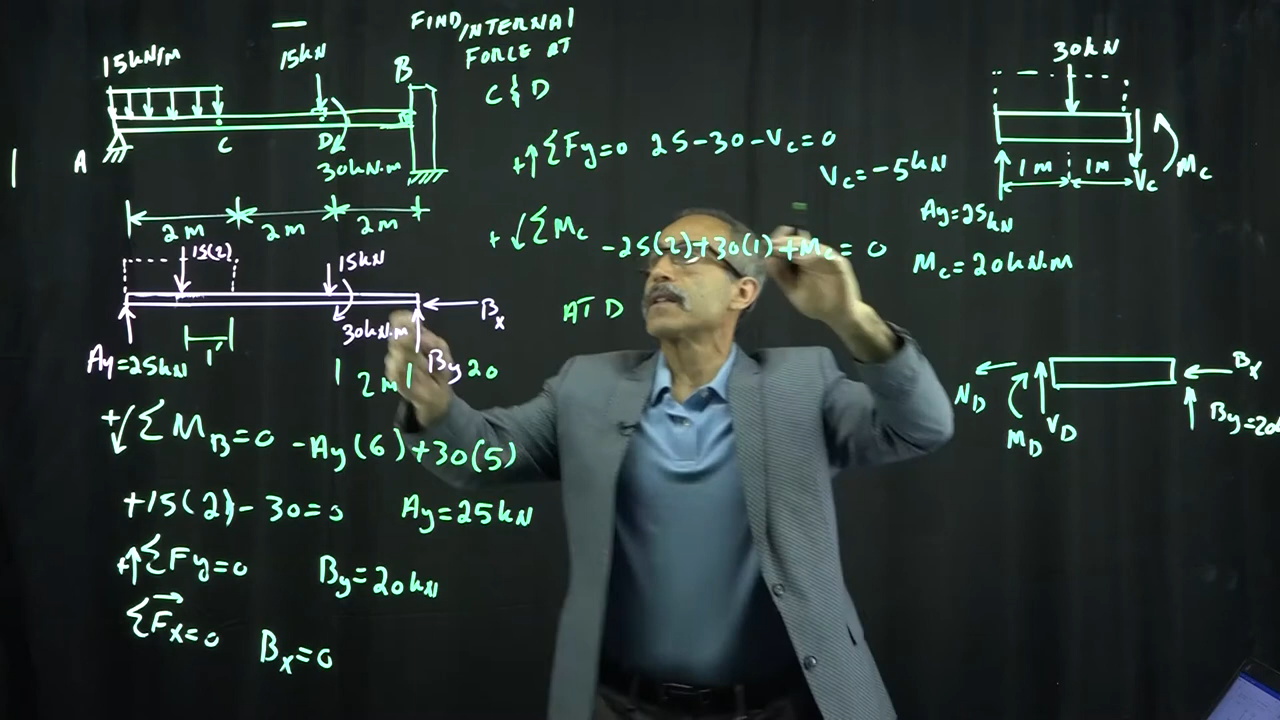 FIND INTERNAL
FORCE AT
C & D
15kN/m
15kN
B
A
C
D
30kN.m
2m
2m
2m
15(2)
15kN
30kN.m
Bx
Ay=25kN
1'
2m
By 20
+ΣMB=0 -Ay(6)+30(5)
+15(2)-30=0 Ay=25kN
+↑ΣFy=0 By=20kN
ΣFx=0 Bx=0
+↑ΣFy=0 25-30-Vc=0
Vc=-5kN
+ΣMc -25(2)+30(1)+Mc=0
Mc=20kN.m
AT D
30kN
1m
1m
Vc
Mc
Ay=25kN
ND
MD
VD
Bx
By=20